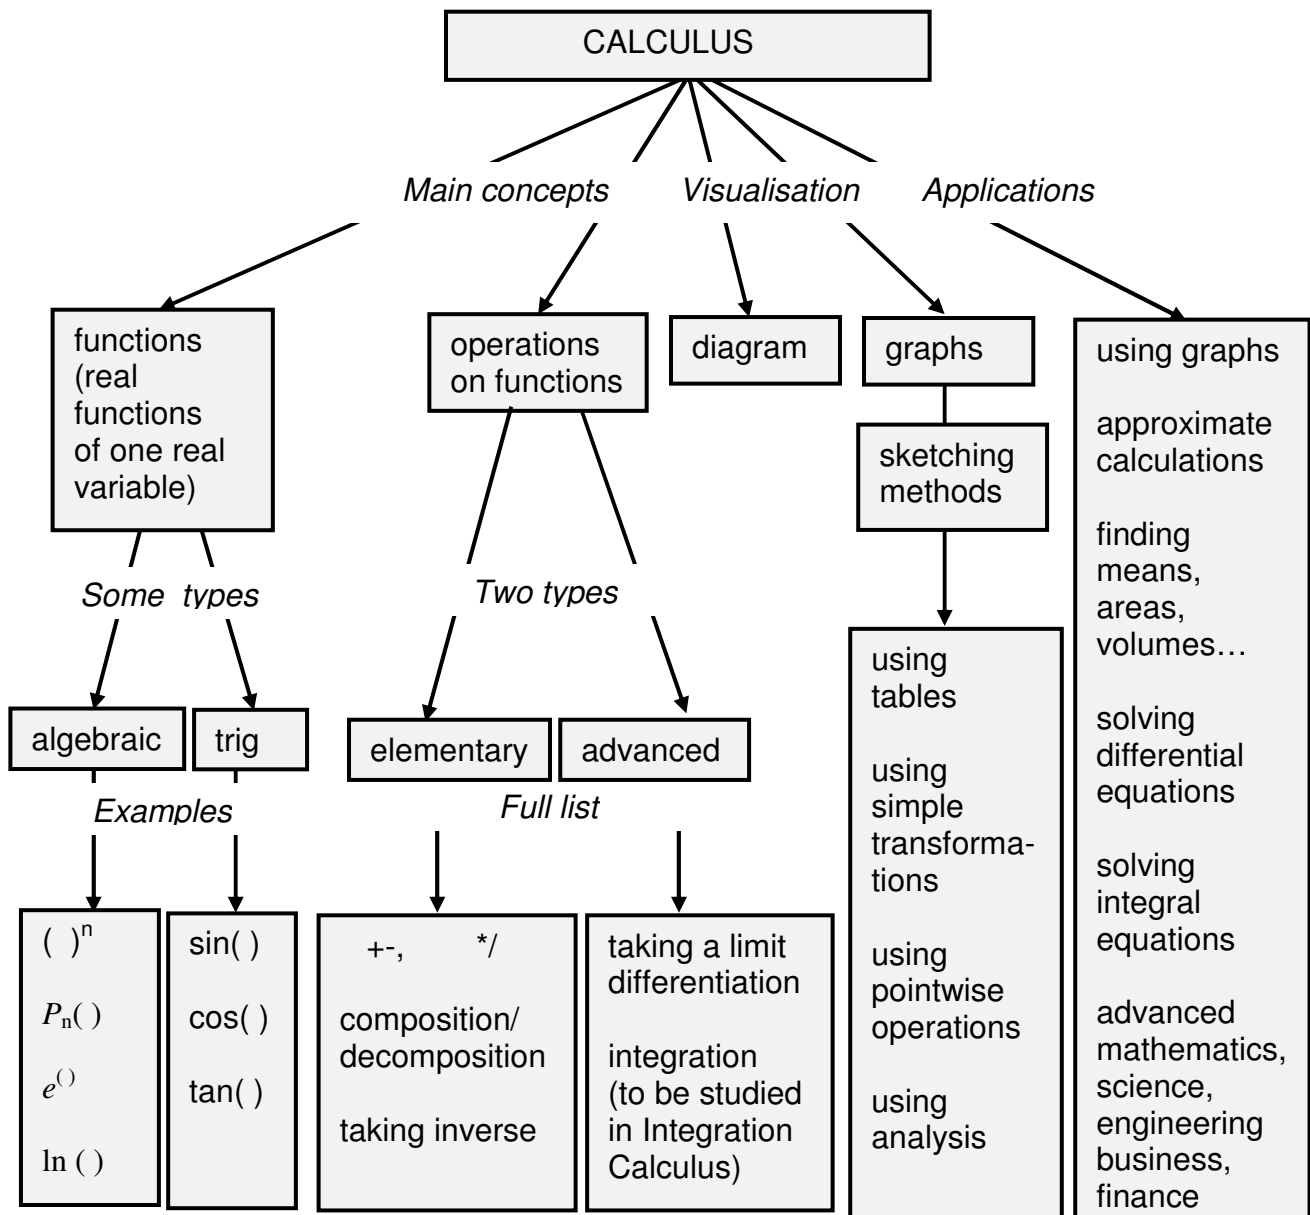 CALCULUS
Main concepts
Visualisation
Applications
functions
(real
functions
of one real
variable)
operations
on functions
diagram
graphs
sketching
methods
using graphs
approximate
calculations
finding
means,
areas,
volumes…
solving
differential
equations
solving
integral
equations
advanced
mathematics,
science,
engineering
business,
finance
Some types
Two types
algebraic
trig
elementary
advanced
using
tables
using
simple
transforma-
tions
using
pointwise
operations
using
analysis
Examples
Full list
( )ⁿ
Pₙ( )
e⁽ ⁾
ln ( )
sin( )
cos( )
tan( )
+-, */
composition/
decomposition
taking inverse
taking a limit
differentiation
integration
(to be studied
in Integration
Calculus)